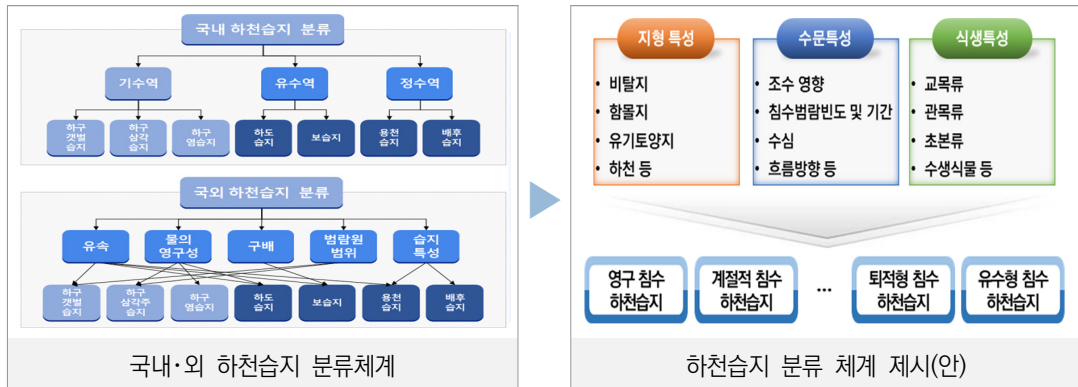 국내 하천습지 분류
기수역
유수역
정수역
하구
갯벌
습지
하구
삼각
습지
하구
염습지
하도
습지
보습지
용천
습지
배후
습지
국외 하천습지 분류
유속
물의
영구성
구배
범람원
범위
습지
특성
하구
갯벌
습지
하구
삼각주
습지
하구
염습지
하도
습지
보습지
용천
습지
배후
습지
국내·외 하천습지 분류체계
지형 특성
• 비탈지
• 함몰지
• 유기토양지
• 하천 등
수문특성
• 조수 영향
• 침수범람빈도 및 기간
• 수심
• 흐름방향 등
식생특성
• 교목류
• 관목류
• 초본류
• 수생식물 등
영구 침수
하천습지
계절적 침수
하천습지
...
퇴적형 침수
하천습지
유수형 침수
하천습지
하천습지 분류 체계 제시(안)